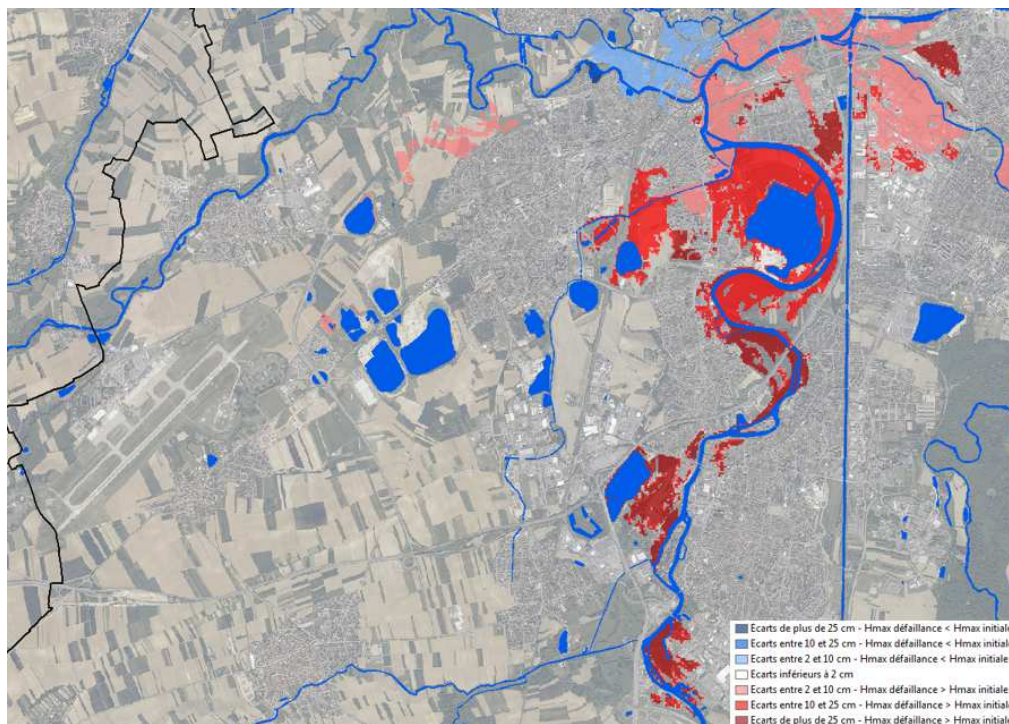 Ecarts de plus de 25 cm - Hmax défaillance < Hmax initiale
Ecarts entre 10 et 25 cm - Hmax défaillance < Hmax initiale
Ecarts entre 2 et 10 cm - Hmax défaillance < Hmax initiale
Ecarts inférieurs à 2 cm
Ecarts entre 2 et 10 cm - Hmax défaillance > Hmax initiale
Ecarts entre 10 et 25 cm - Hmax défaillance > Hmax initiale
Ecarts de plus de 25 cm - Hmax défaillance > Hmax initiale